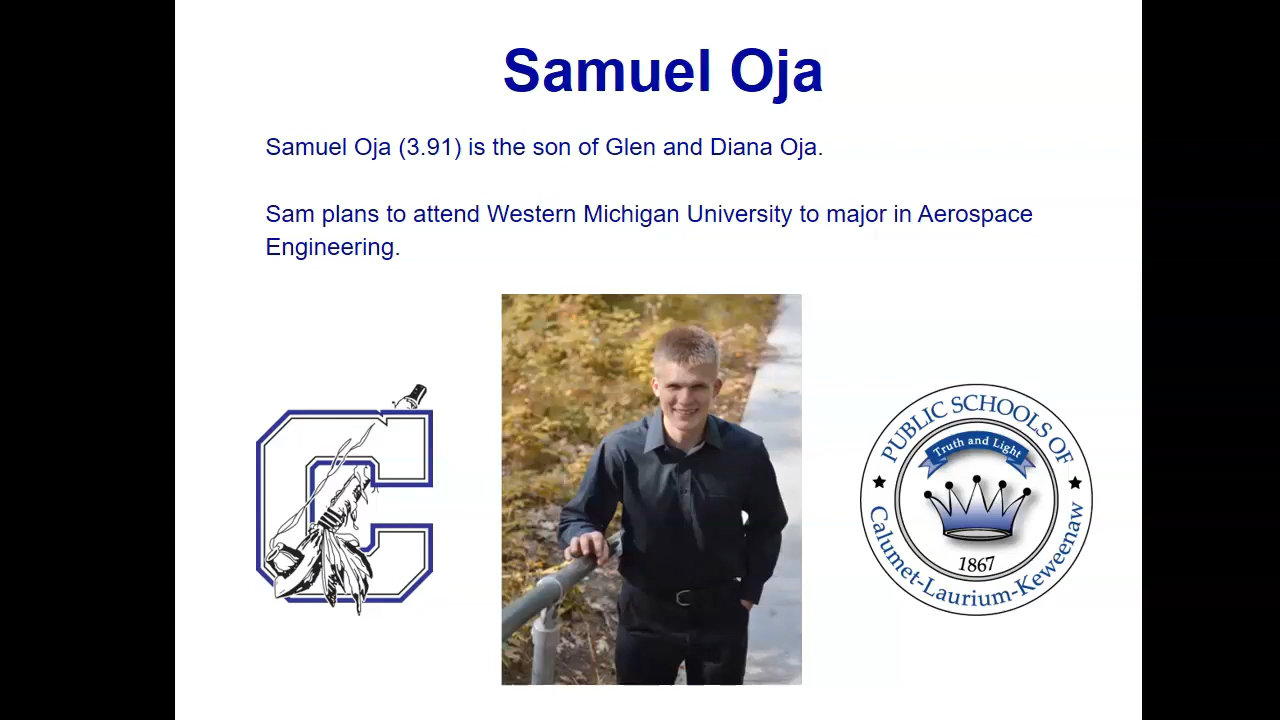 Samuel Oja
Samuel Oja (3.91) is the son of Glen and Diana Oja.
Sam plans to attend Western Michigan University to major in Aerospace
Engineering.
C
PUBLIC SCHOOLS OF
Truth and Light
1867
Calumet-Laurium-Keweenaw